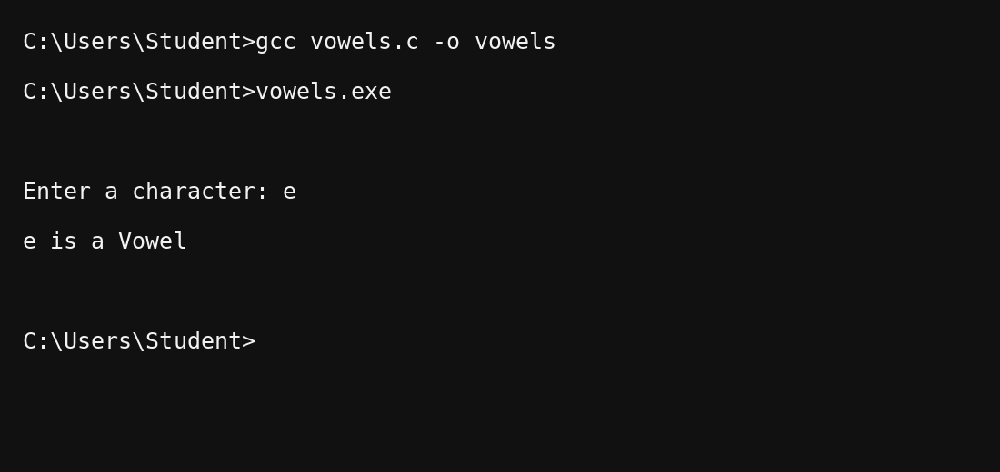 C:\Users\Student>gcc vowels.c -o vowels
C:\Users\Student>vowels.exe
Enter a character: e
e is a Vowel
C:\Users\Student>